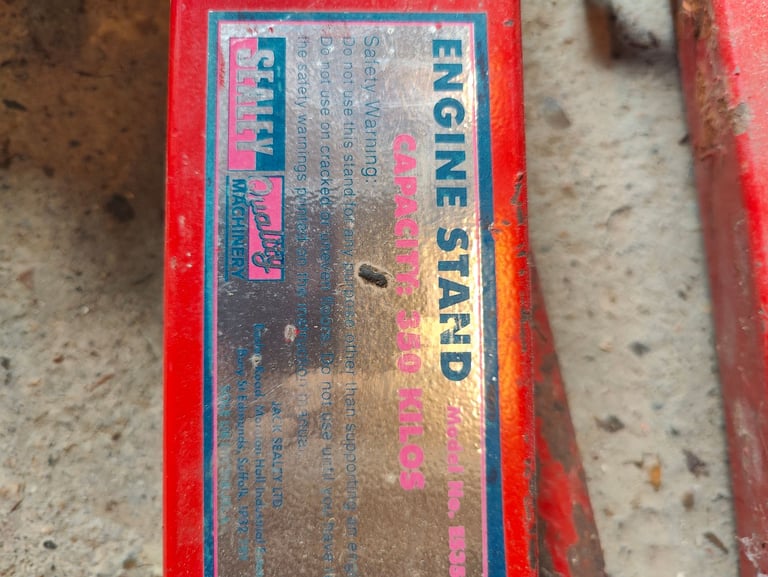 ENGINE STAND
Model No.
CAPACITY: 350 KILOS
Safety Warning:
Do not use this stand for any purpose other than supporting an
Do not use on cracked or uneven floors. Do not use until you have
the safety warnings
SEALEY
Quality
MACHINERY
JACK SEALEY LTD.
Bury St Edmunds, Suffolk,